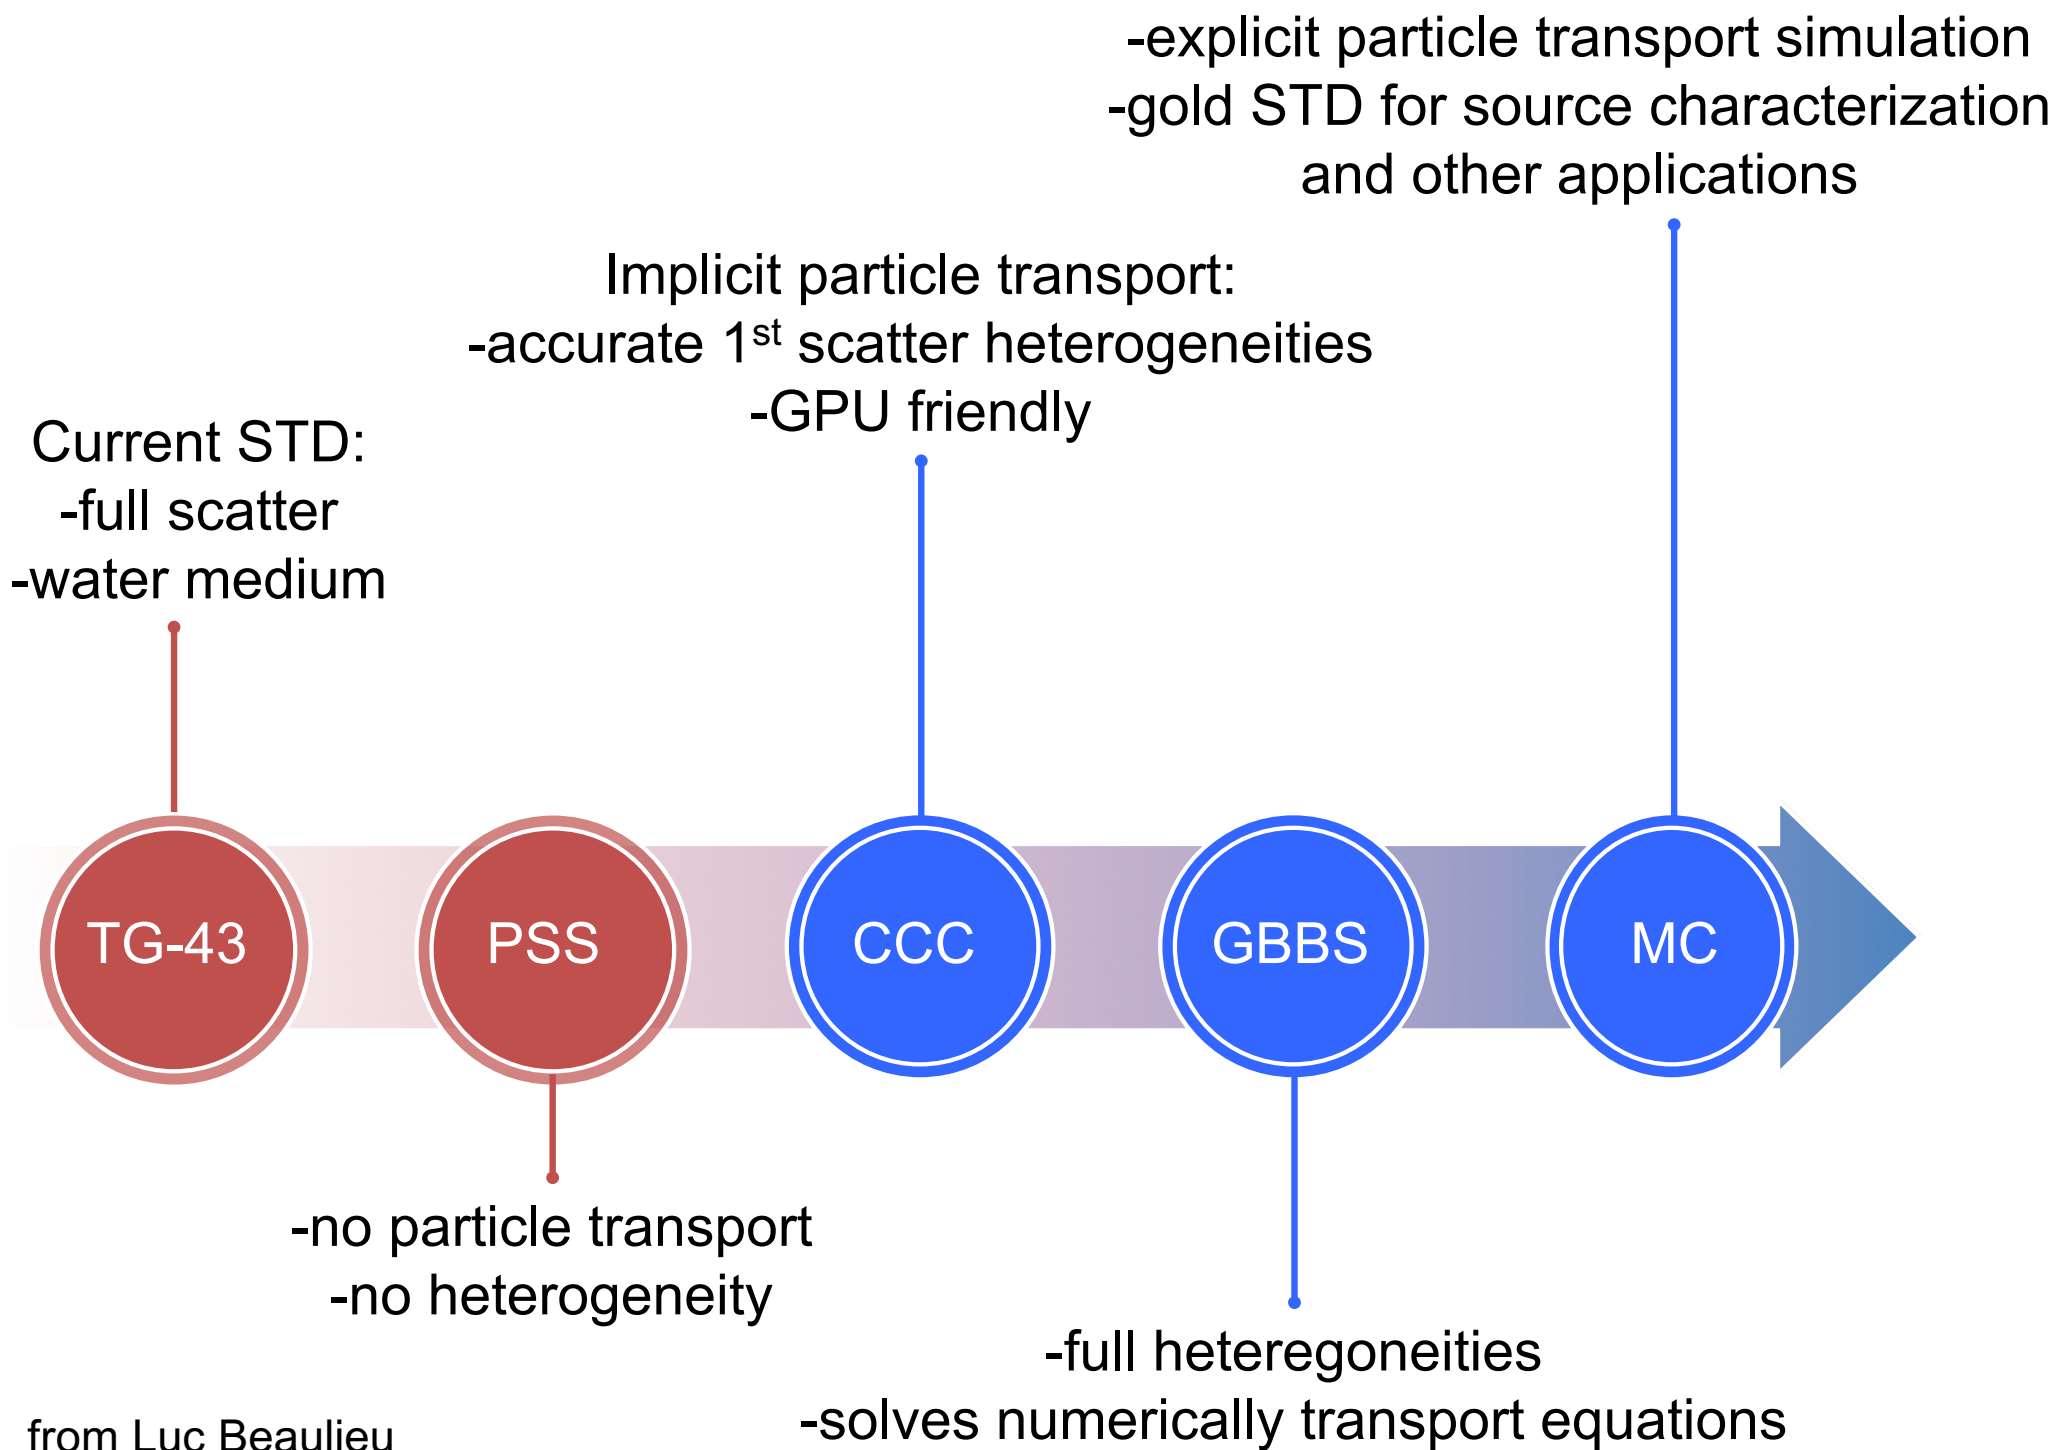 -explicit particle transport simulation
-gold STD for source characterization
and other applications
Implicit particle transport:
-accurate 1st scatter heterogeneities
-GPU friendly
Current STD:
-full scatter
-water medium
TG-43
PSS
CCC
GBBS
MC
-no particle transport
-no heterogeneity
-full heteregoneities
-solves numerically transport equations
from Luc Beaulieu